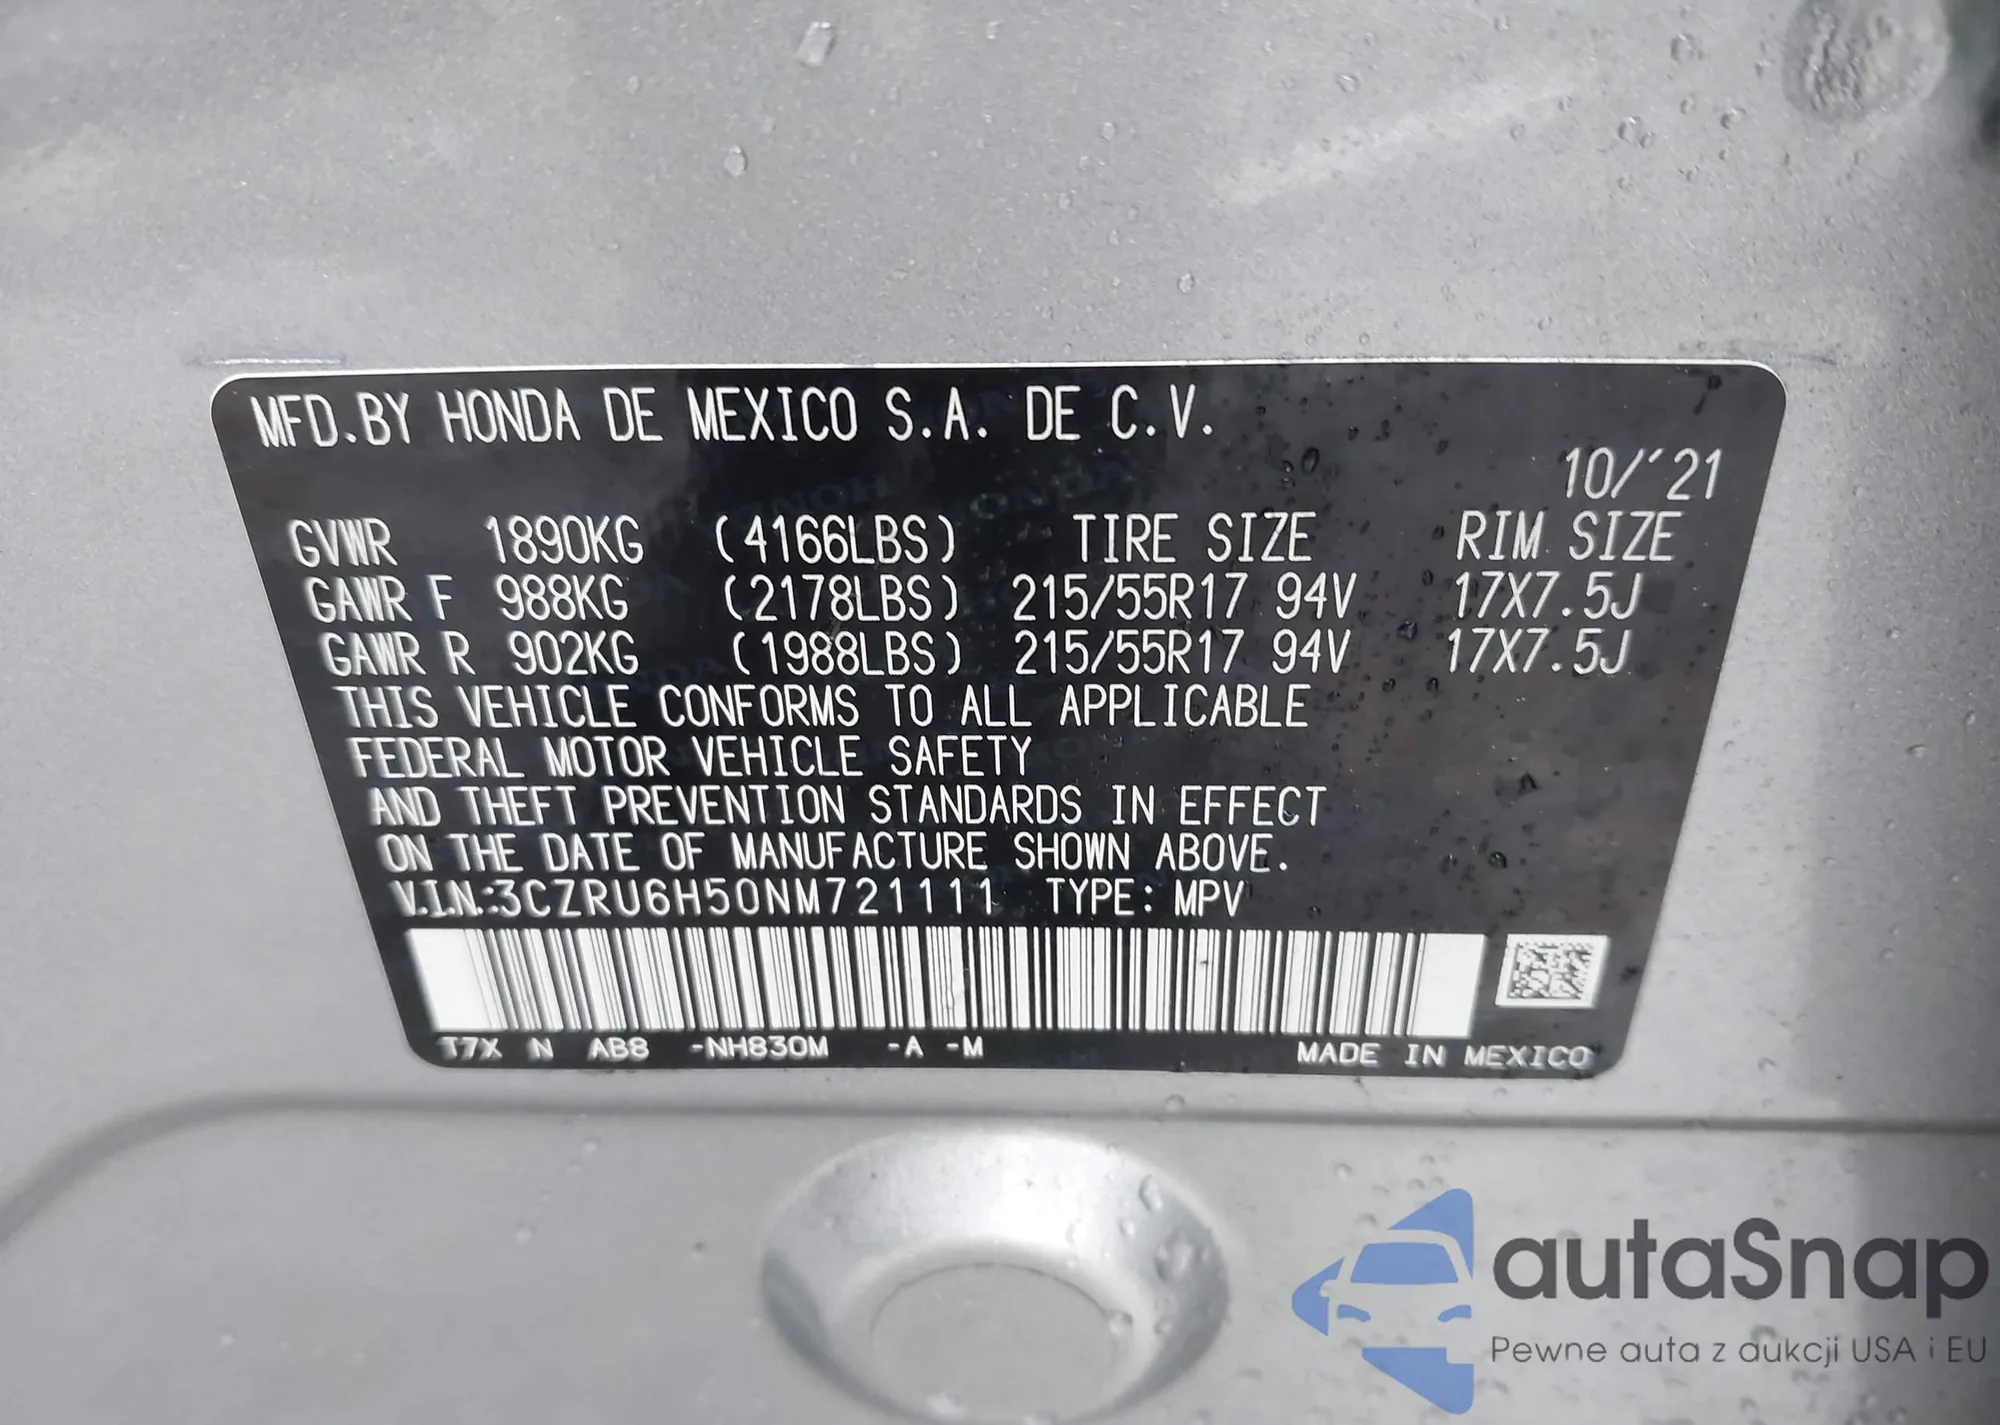 MFD.BY HONDA DE MEXICO S.A. DE C.V.
10/'21
GVWR 1890KG (4166LBS) TIRE SIZE RIM SIZE
GAWR F 988KG (2178LBS) 215/55R17 94V 17X7.5J
GAWR R 902KG (1988LBS) 215/55R17 94V 17X7.5J
THIS VEHICLE CONFORMS TO ALL APPLICABLE
FEDERAL MOTOR VEHICLE SAFETY
AND THEFT PREVENTION STANDARDS IN EFFECT
ON THE DATE OF MANUFACTURE SHOWN ABOVE.
V.I.N.:3CZRU6H50NM721111 TYPE: MPV
T7X N AB8 -NH830M -A -M MADE IN MEXICO
autaSnap
Pewne auta z aukcji USA i EU